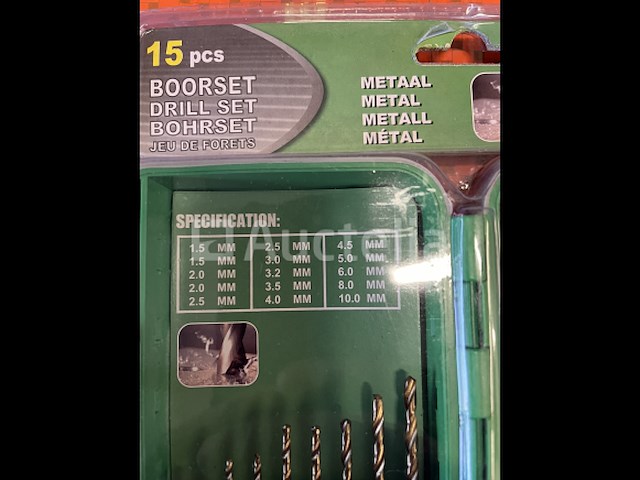 15 pcs
BOORSET
DRILL SET
BOHRSET
JEU DE FORETS
METAAL
METAL
METALL
MÉTAL
SPECIFICATION:
1.5 MM 2.5 MM 4.5 MM
1.5 MM 3.0 MM 5.0 MM
2.0 MM 3.2 MM 6.0 MM
2.0 MM 3.5 MM 8.0 MM
2.5 MM 4.0 MM 10.0 MM